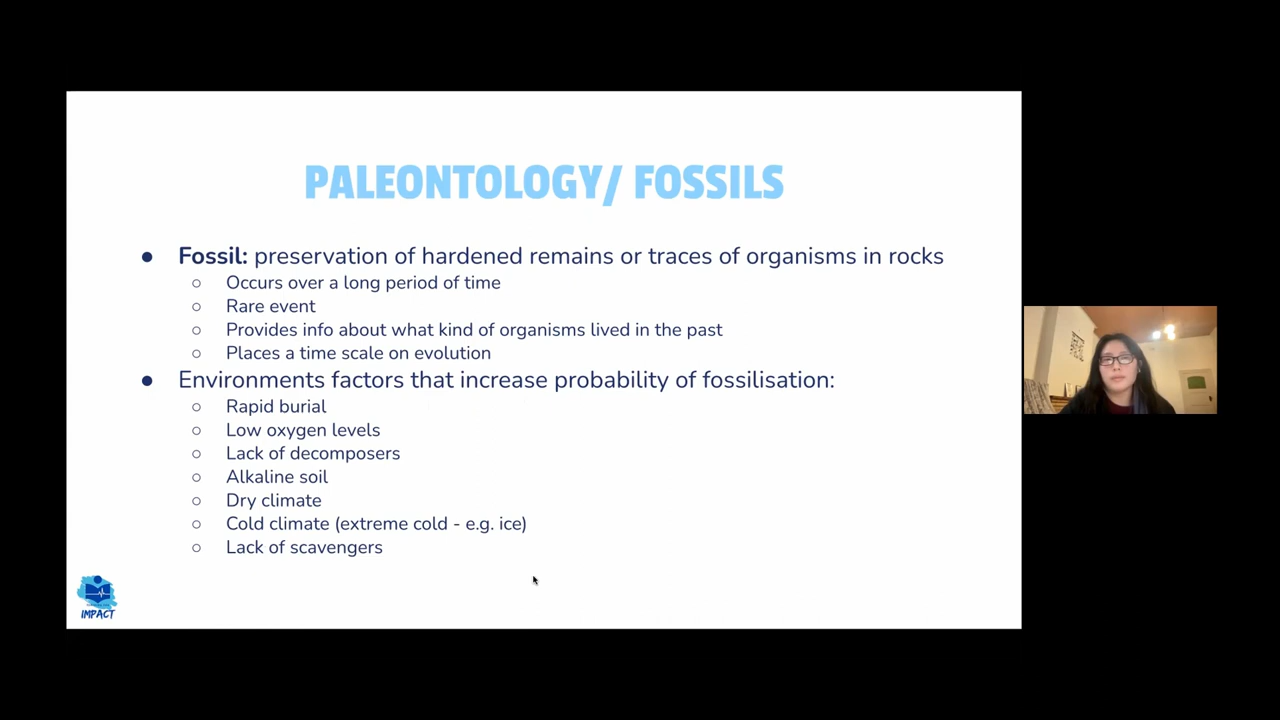 PALEONTOLOGY/ FOSSILS
● Fossil: preservation of hardened remains or traces of organisms in rocks
○ Occurs over a long period of time
○ Rare event
○ Provides info about what kind of organisms lived in the past
○ Places a time scale on evolution
● Environments factors that increase probability of fossilisation:
○ Rapid burial
○ Low oxygen levels
○ Lack of decomposers
○ Alkaline soil
○ Dry climate
○ Cold climate (extreme cold - e.g. ice)
○ Lack of scavengers
IMPACT